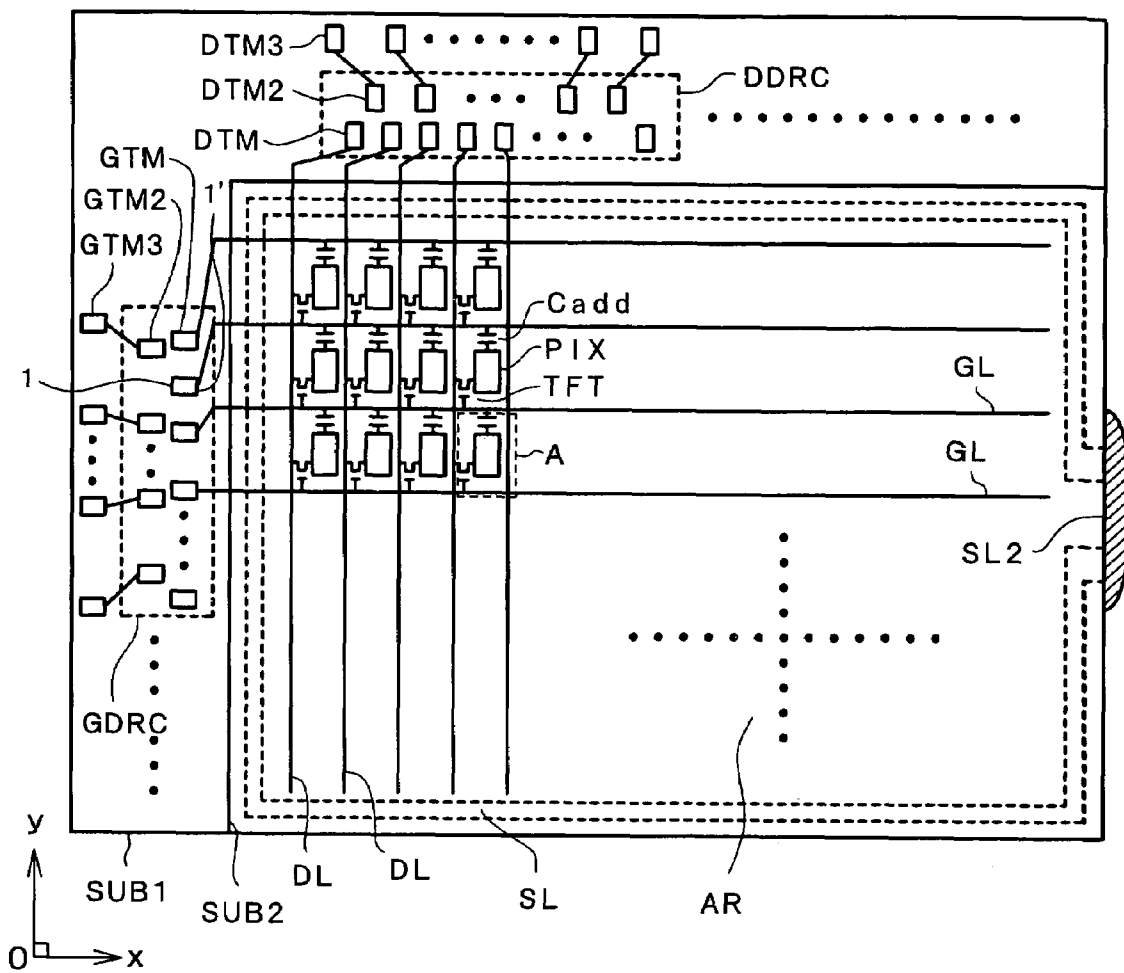 DTM3
DTM2
DDRC
DTM
GTM
1'
GTM2
GTM3
Cadd
PIX
1
TFT
GL
A
GL
SL2
GDRC
y
SUB1
SUB2
DL
DL
SL
AR
O
x